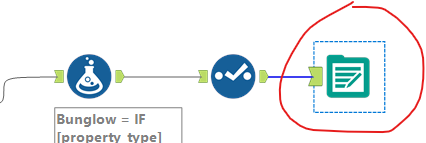 Bunglow = IF
[property_type]